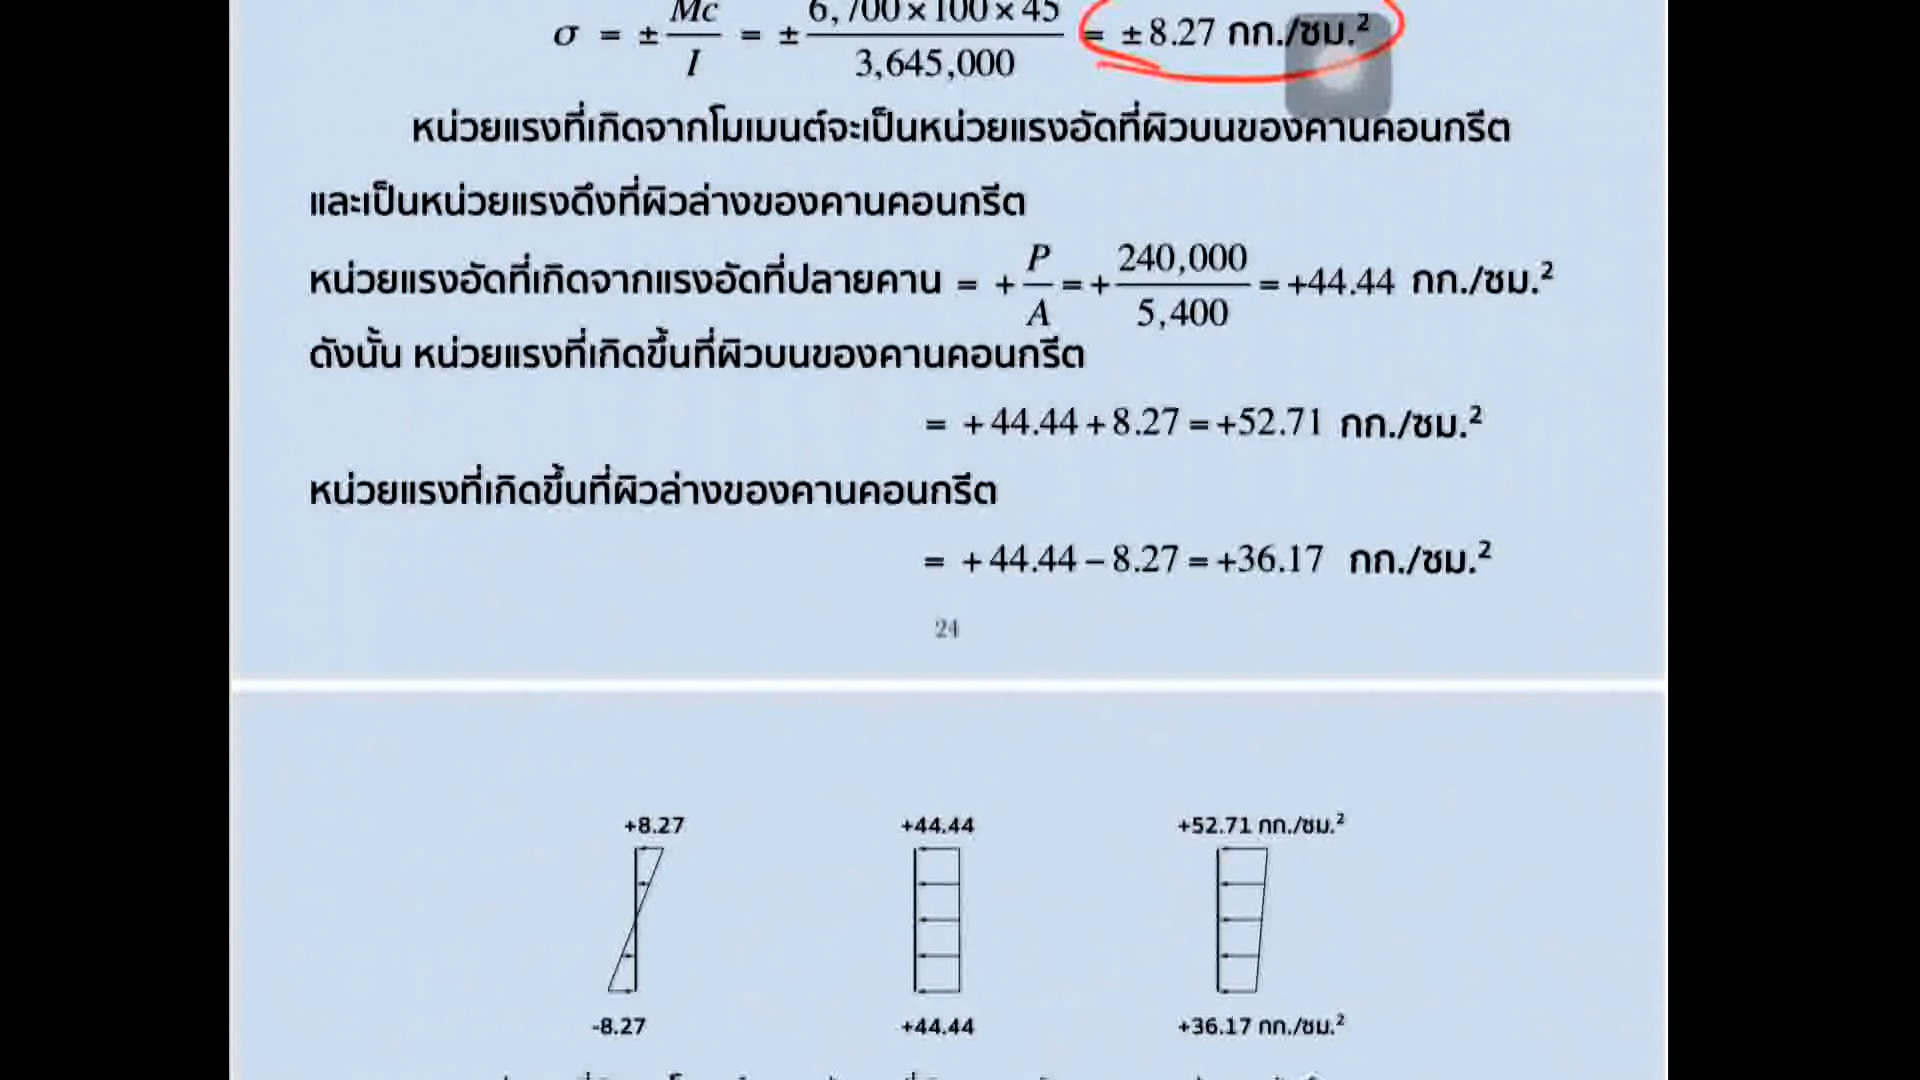 σ = ± Mc/I = ± 6,700×100×45/3,645,000 = ±8.27 กก./ซม.²
หน่วยแรงที่เกิดจากโมเมนต์จะเป็นหน่วยแรงอัดที่ผิวบนของคานคอนกรีต
และเป็นหน่วยแรงดึงที่ผิวล่างของคานคอนกรีต
หน่วยแรงอัดที่เกิดจากแรงอัดที่ปลายคาน = + P/A = + 240,000/5,400 = +44.44 กก./ซม.²
ดังนั้น หน่วยแรงที่เกิดขึ้นที่ผิวบนของคานคอนกรีต
= +44.44 + 8.27 = +52.71 กก./ซม.²
หน่วยแรงที่เกิดขึ้นที่ผิวล่างของคานคอนกรีต
= +44.44 – 8.27 = +36.17 กก./ซม.²
24
+8.27 +44.44 +52.71 กก./ซม.²
-8.27 +44.44 +36.17 กก./ซม.²